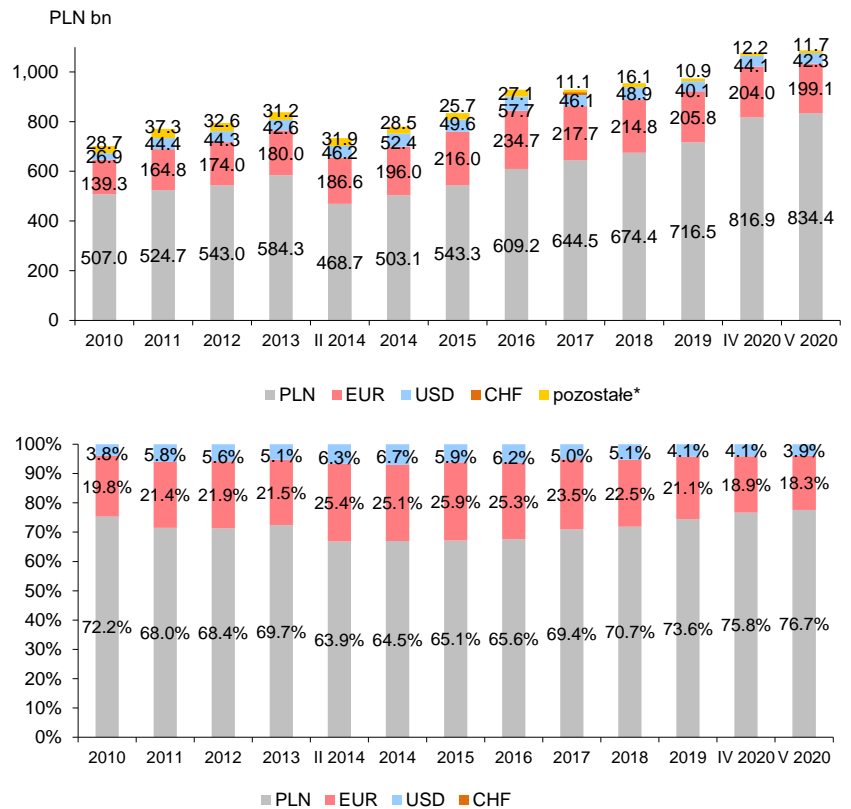 PLN bn
12.2 11.7
11.1 16.1 10.9
1,000 27.1 44.1 42.3
31.2 25.7 46.1 48.9 40.1 204.0 199.1
28.7 37.3 32.6 42.6 31.9 28.5 49.6 57.7 205.8
800 44.4 44.3 46.2 52.4 234.7 217.7 214.8
26.9 164.8 174.0 180.0 186.6 196.0 216.0
600 139.3
400 507.0 524.7 543.0 584.3 468.7 503.1 543.3 609.2 644.5 674.4 716.5 816.9 834.4
200
0
2010 2011 2012 2013 II 2014 2014 2015 2016 2017 2018 2019 IV 2020 V 2020
PLN EUR USD CHF pozostałe*
100%
3.8% 5.8% 5.6% 5.1% 6.3% 6.7% 5.9% 6.2% 5.0% 5.1% 4.1% 4.1% 3.9%
90%
19.8% 21.4% 21.9% 21.5% 25.4% 25.1% 25.9% 25.3% 23.5% 22.5% 21.1% 18.9% 18.3%
80%
70%
60%
50%
40%
72.2% 68.0% 68.4% 69.7% 63.9% 64.5% 65.1% 65.6% 69.4% 70.7% 73.6% 75.8% 76.7%
30%
20%
10%
0%
2010 2011 2012 2013 II 2014 2014 2015 2016 2017 2018 2019 IV 2020 V 2020
PLN EUR USD CHF